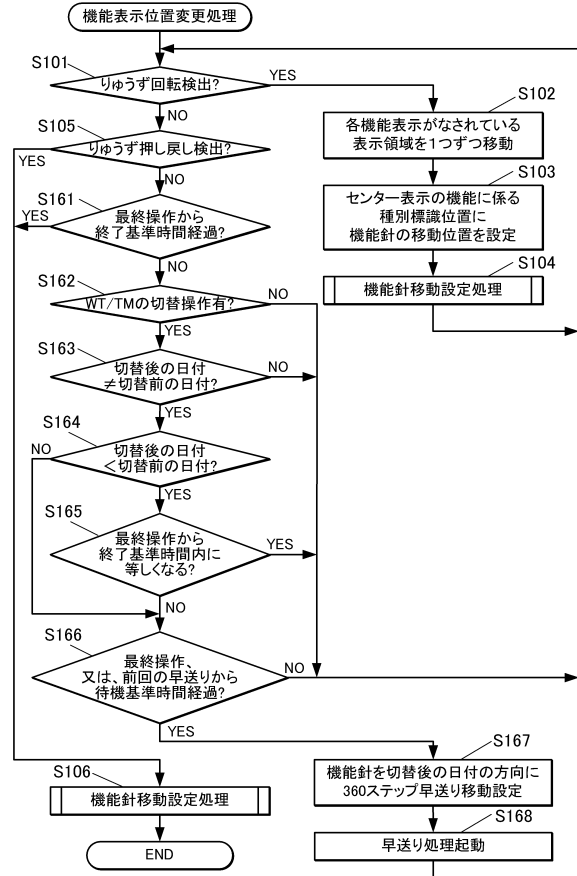 機能表示位置変更処理
S101
りゅうず回転検出?
YES
NO
S102
各機能表示がなされている
表示領域を1つずつ移動
S105
りゅうず押し戻し検出?
YES
NO
S103
センター表示の機能に係る
種別標識位置に
機能針の移動位置を設定
S161
最終操作から
終了基準時間経過?
YES
NO
S104
機能針移動設定処理
S162
WT/TMの切替操作有?
NO
YES
S163
切替後の日付
≠切替前の日付?
NO
YES
S164
切替後の日付
<切替前の日付?
NO
YES
S165
最終操作から
終了基準時間内に
等しくなる?
YES
NO
S166
最終操作、
又は、前回の早送りから
待機基準時間経過?
NO
YES
S167
機能針を切替後の日付の方向に
360ステップ早送り移動設定
S106
機能針移動設定処理
S168
早送り処理起動
END